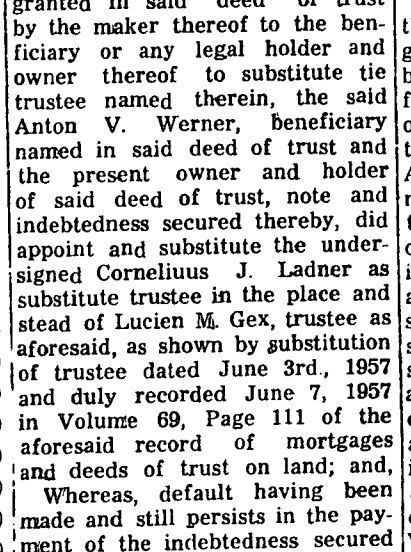 granted in said deed of trust
by the maker thereof to the ben-
ficiary or any legal holder and
owner thereof to substitute tie
trustee named therein, the said
Anton V. Werner, beneficiary
named in said deed of trust and
the present owner and holder
of said deed of trust, note and
indebtedness secured thereby, did
appoint and substitute the under-
signed Corneliuus J. Ladner as
substitute trustee in the place and
stead of Lucien M. Gex, trustee as
aforesaid, as shown by substitution
of trustee dated June 3rd., 1957
and duly recorded June 7, 1957
in Volume 69, Page 111 of the
aforesaid record of mortgages
and deeds of trust on land; and,
Whereas, default having been
made and still persists in the pay-
ment of the indebtedness secured